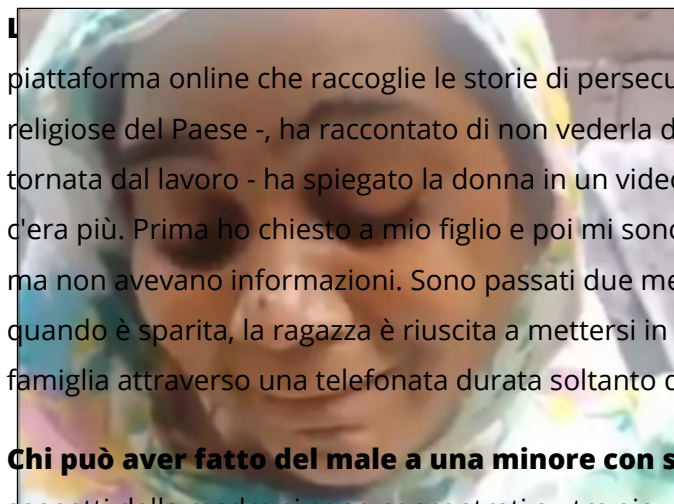 L
piattaforma online che raccoglie le storie di persecu
religiose del Paese -, ha raccontato di non vederla d
tornata dal lavoro - ha spiegato la donna in un video
c'era più. Prima ho chiesto a mio figlio e poi mi sono
ma non avevano informazioni. Sono passati due me
quando è sparita, la ragazza è riuscita a mettersi in
famiglia attraverso una telefonata durata soltanto
Chi può aver fatto del male a una minore con s